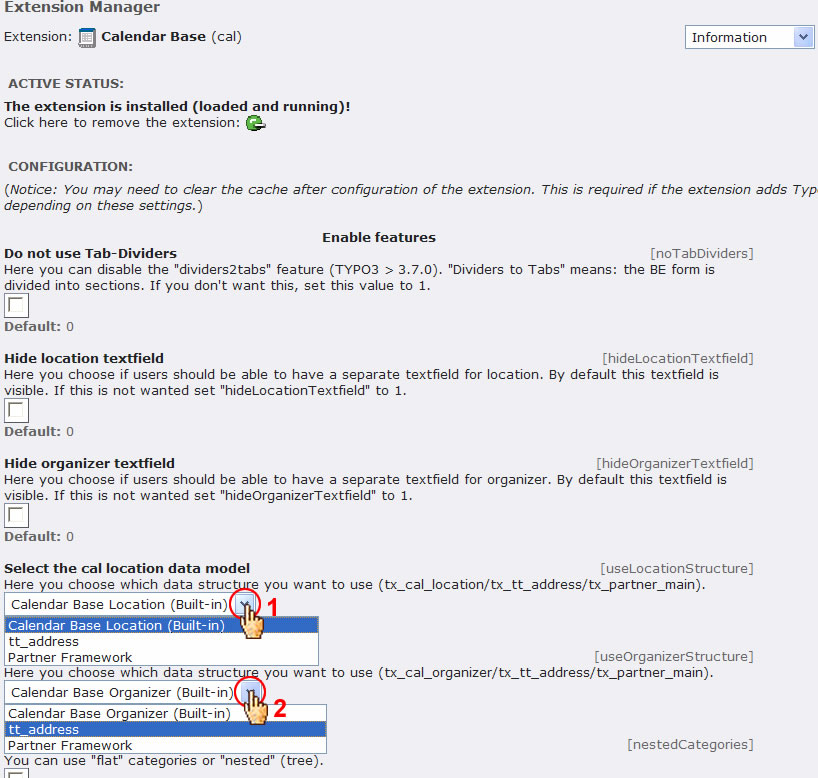 Extension Manager
Extension: Calendar Base (cal)
Information
ACTIVE STATUS:
The extension is installed (loaded and running)!
Click here to remove the extension:
CONFIGURATION:
(Notice: You may need to clear the cache after configuration of the extension. This is required if the extension adds Typ
depending on these settings.)
Enable features
Do not use Tab-Dividers [noTabDividers]
Here you can disable the "dividers2tabs" feature (TYPO3 > 3.7.0). "Dividers to Tabs" means: the BE form is
divided into sections. If you don't want this, set this value to 1.
Default: 0
Hide location textfield [hideLocationTextfield]
Here you choose if users should be able to have a separate textfield for location. By default this textfield is
visible. If this is not wanted set "hideLocationTextfield" to 1.
Default: 0
Hide organizer textfield [hideOrganizerTextfield]
Here you choose if users should be able to have a separate textfield for organizer. By default this textfield is
visible. If this is not wanted set "hideOrganizerTextfield" to 1.
Default: 0
Select the cal location data model [useLocationStructure]
Here you choose which data structure you want to use (tx_cal_location/tx_tt_address/tx_partner_main).
Calendar Base Location (Built-in) 1
Calendar Base Location (Built-in)
tt_address
Partner Framework [useOrganizerStructure]
Here you choose which data structure you want to use (tx_cal_organizer/tx_tt_address/tx_partner_main).
Calendar Base Organizer (Built-in) 2
Calendar Base Organizer (Built-in)
tt_address
Partner Framework [nestedCategories]
You can use "flat" categories or "nested" (tree).